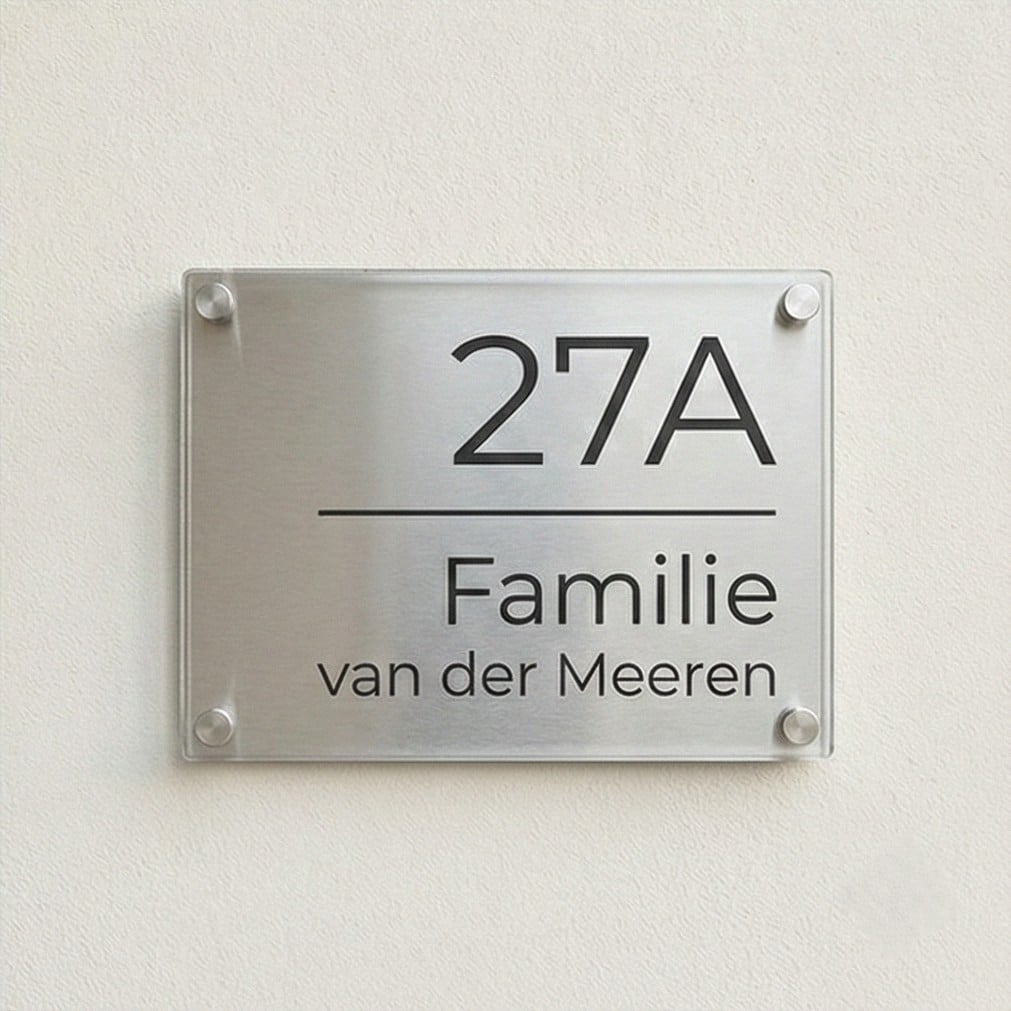 27A
Familie
van der Meeren